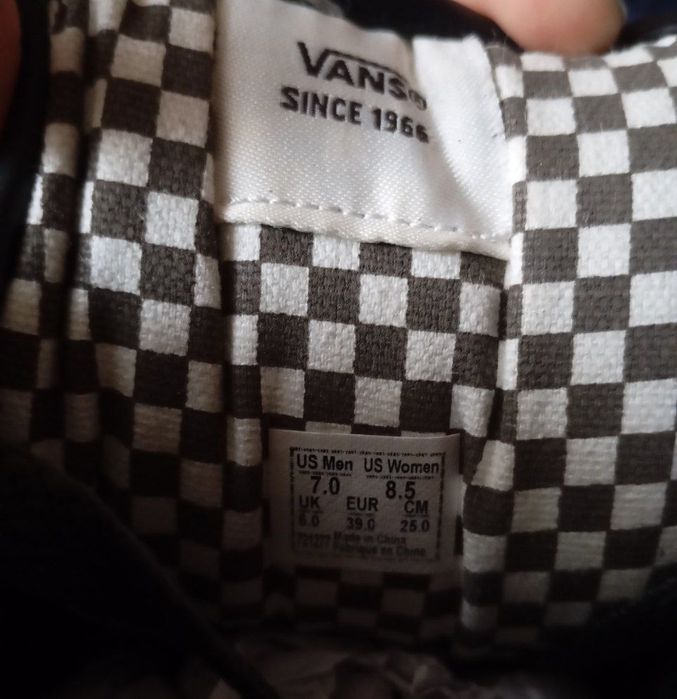 VANS®
SINCE 1966
US Men US Women
7.0 8.5
UK EUR CM
6.0 39.0 25.0
Made in China
Fabriqué en Chine